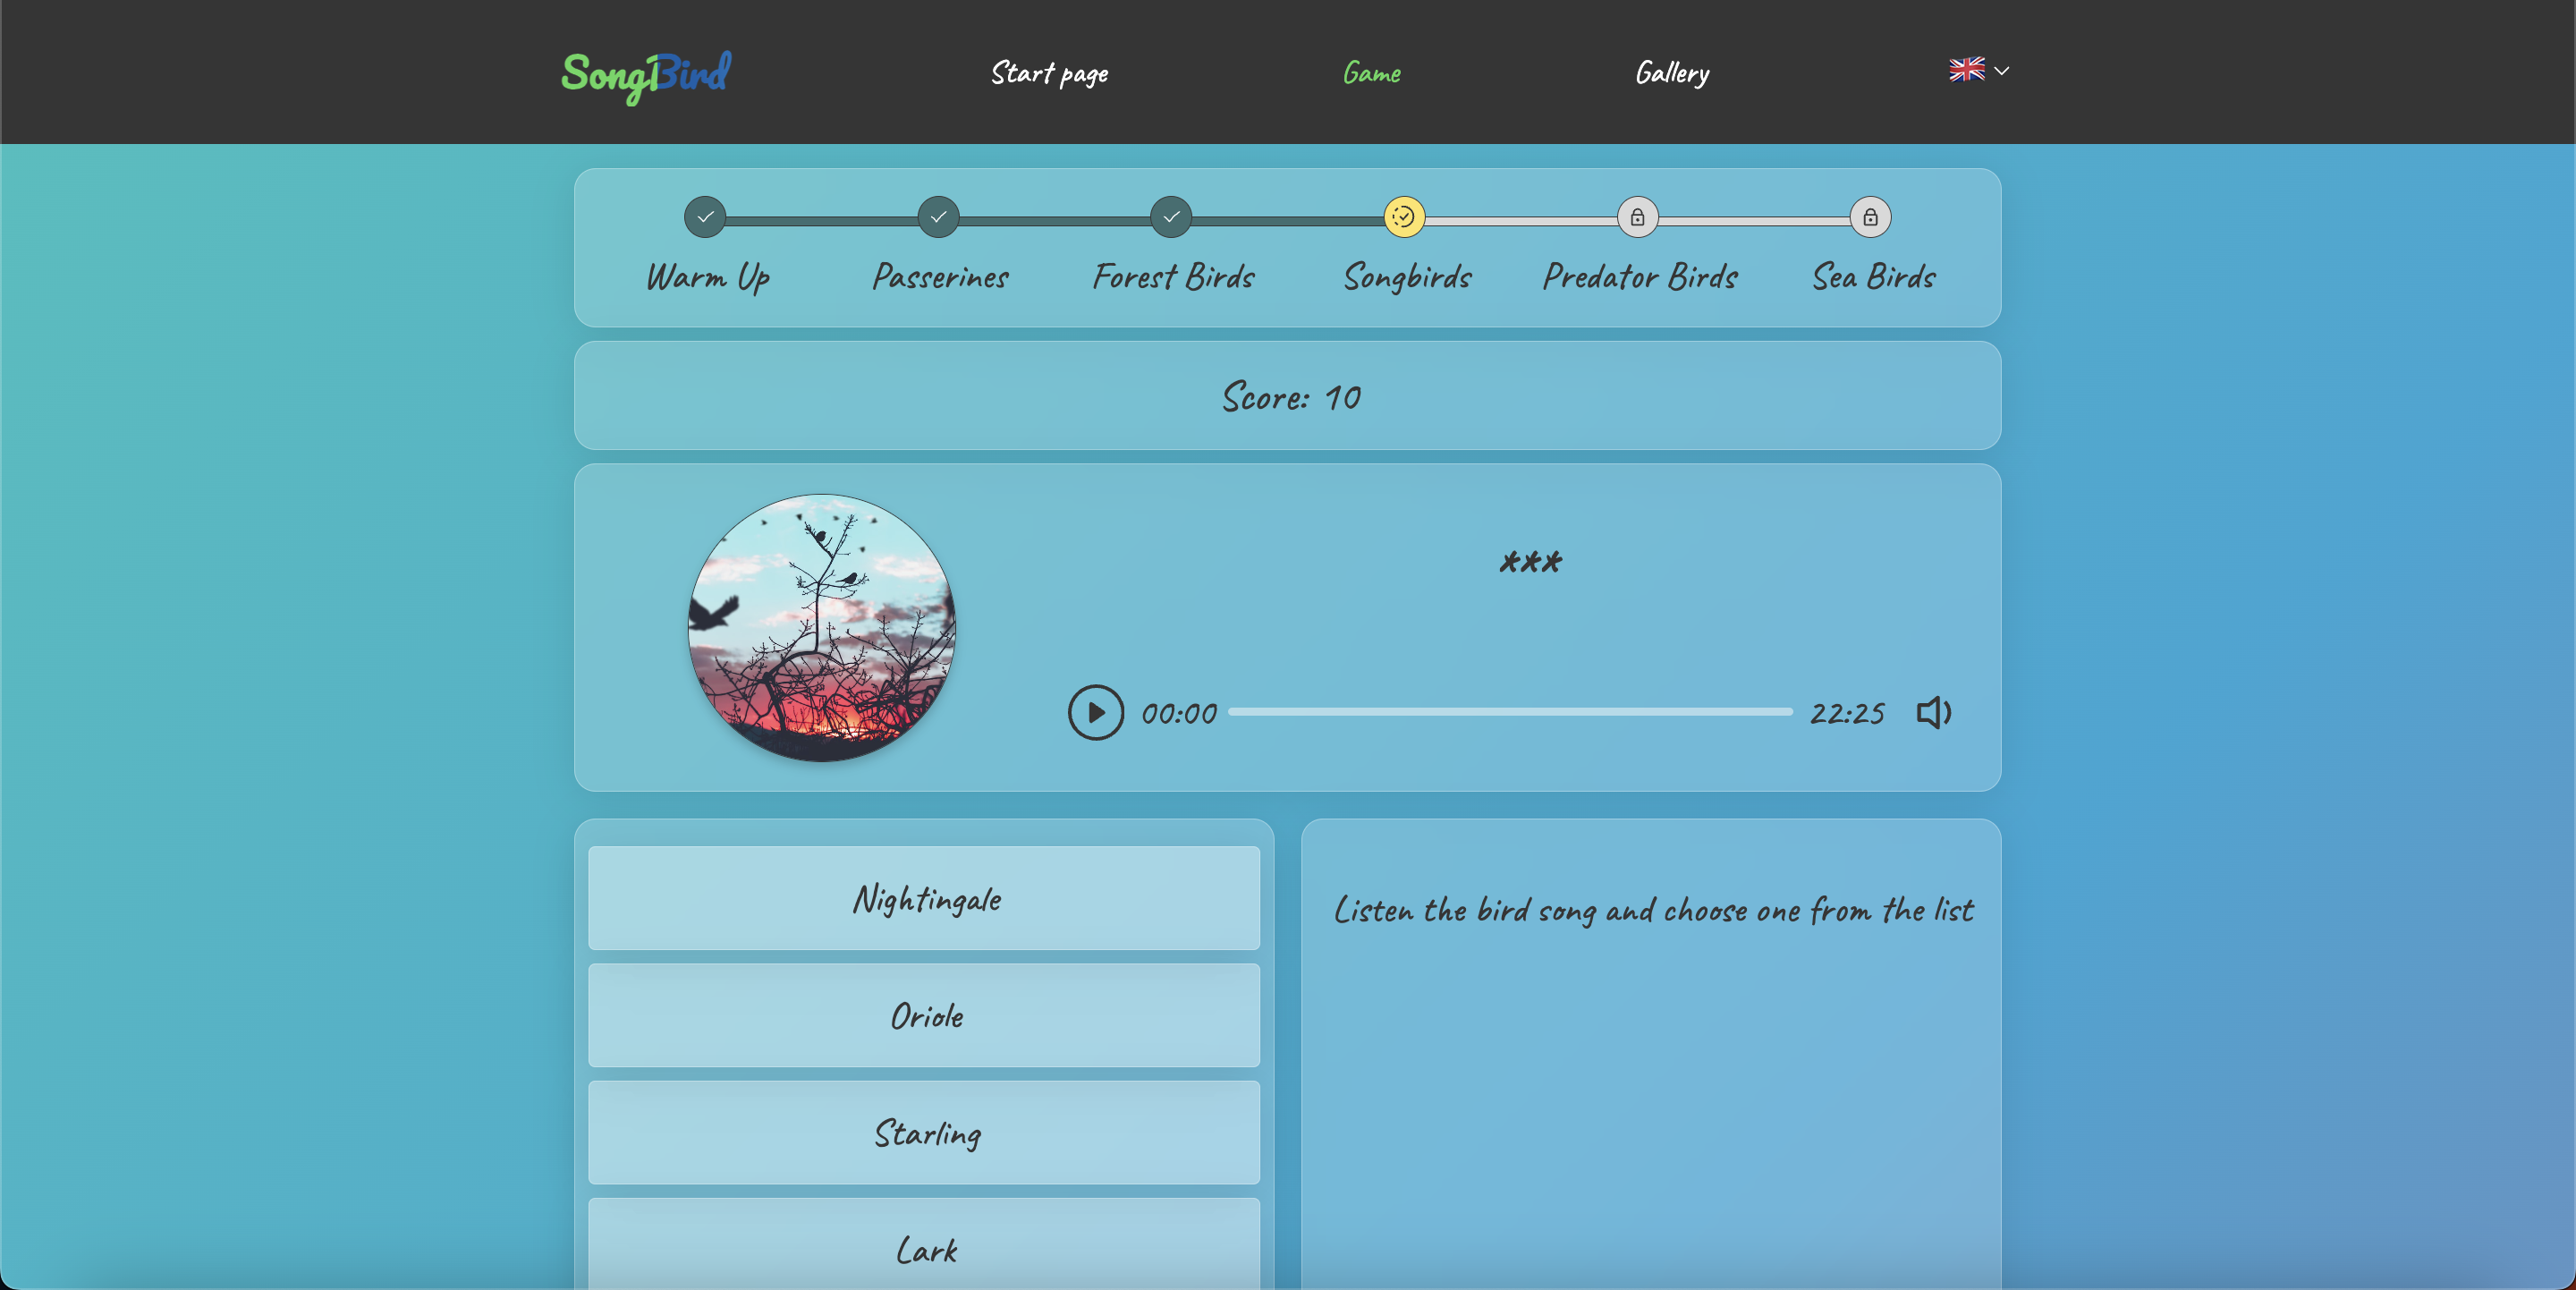 SongBird
Start page
Game
Gallery
Warm Up
Passerines
Forest Birds
Songbirds
Predator Birds
Sea Birds
Score: 10
***
00:00
22:25
Nightingale
Listen the bird song and choose one from the list
Oriole
Starling
Lark